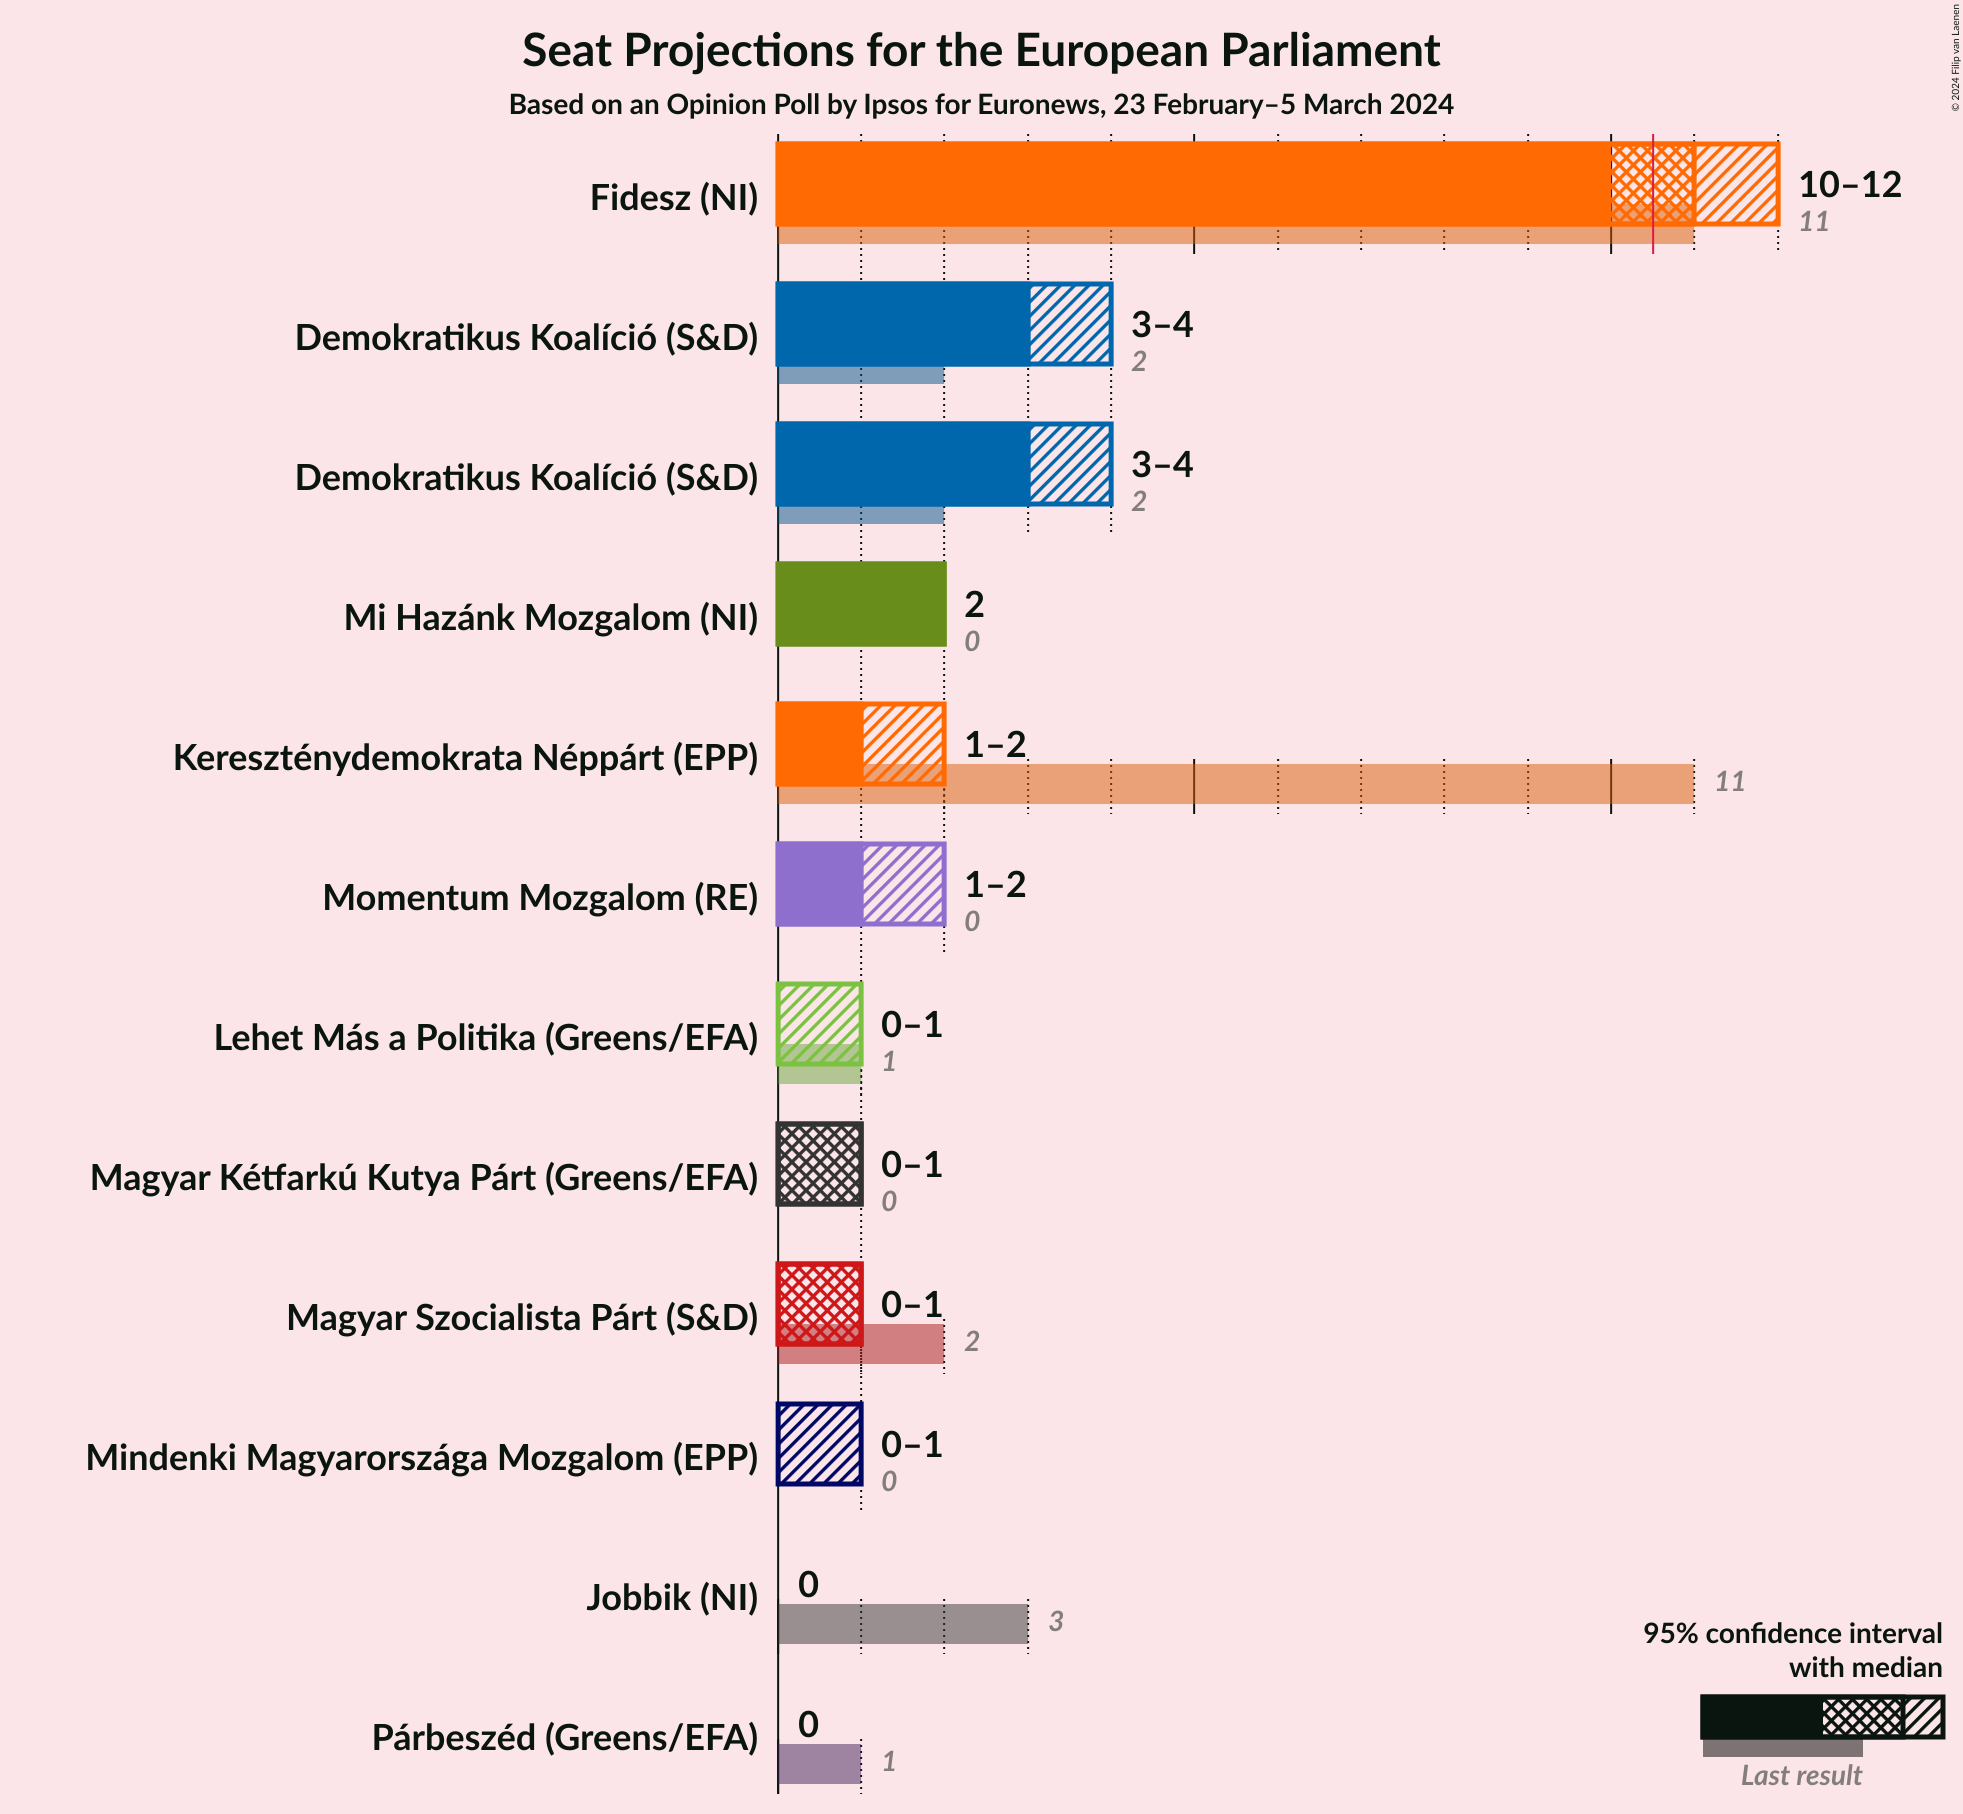 Seat Projections for the European Parliament
Based on an Opinion Poll by Ipsos for Euronews, 23 February–5 March 2024
© 2024 Filip van Laenen
Fidesz (NI)
10–12
11
Demokratikus Koalíció (S&D)
3–4
2
Demokratikus Koalíció (S&D)
3–4
2
Mi Hazánk Mozgalom (NI)
2
0
Kereszténydemokrata Néppárt (EPP)
1–2
11
Momentum Mozgalom (RE)
1–2
0
Lehet Más a Politika (Greens/EFA)
0–1
1
Magyar Kétfarkú Kutya Párt (Greens/EFA)
0–1
0
Magyar Szocialista Párt (S&D)
0–1
2
Mindenki Magyarországa Mozgalom (EPP)
0–1
0
Jobbik (NI)
0
3
Párbeszéd (Greens/EFA)
0
1
95% confidence interval
with median
Last result